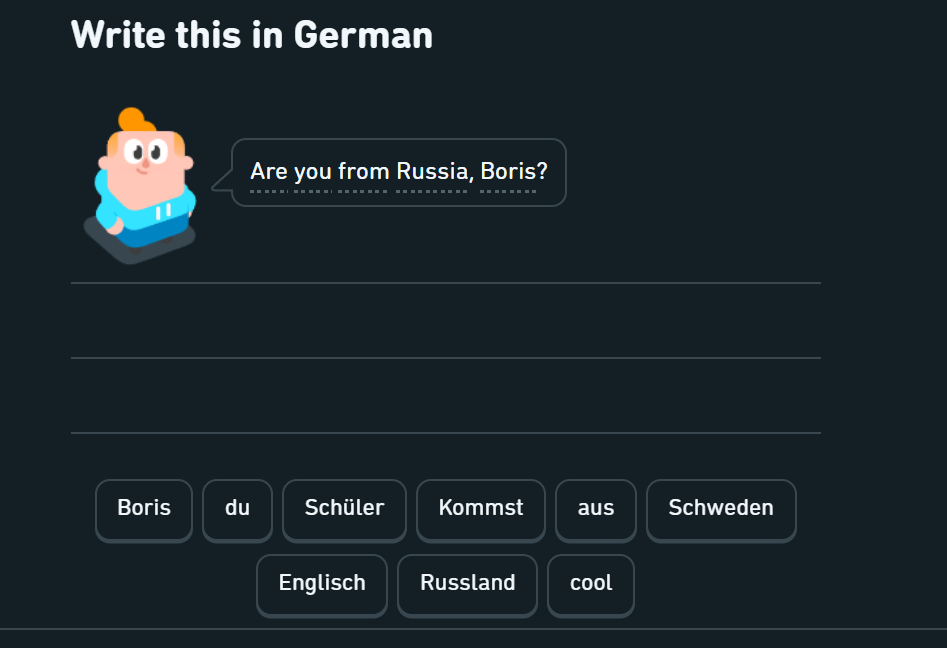 Write this in German
Are you from Russia, Boris?
Boris du Schüler Kommst aus Schweden
Englisch Russland cool